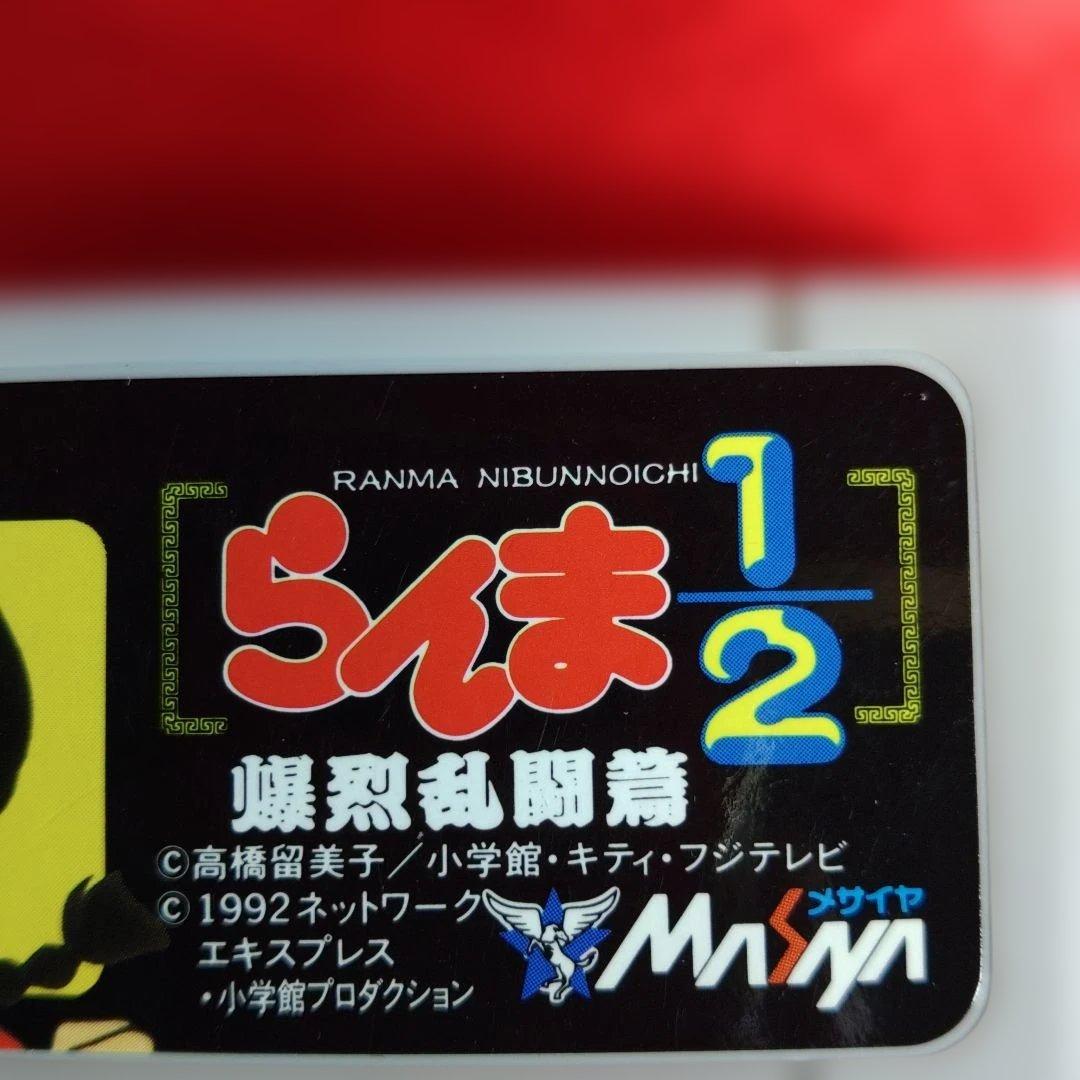 RANMA NIBUNNOICHI
らんま1/2
爆烈乱闘篇
©高橋留美子／小学館・キティ・フジテレビ
©1992ネットワーク
エキスプレス
・小学館プロダクション
メサイヤ
MASAYA